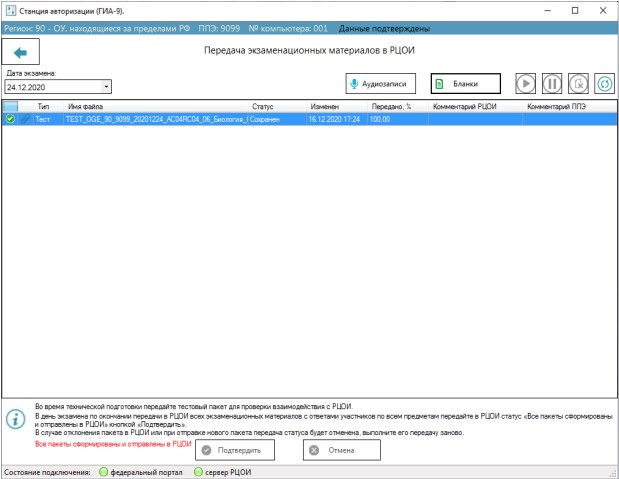 Станция авторизации (ГИА-9).
Регион: 90 - ОУ, находящиеся за пределами РФ ППЭ: 9099 № компьютера: 001 Данные подтверждены
Передача экзаменационных материалов в РЦОИ
Дата экзамена:
24.12.2020
Аудиозаписи
Бланки
Тип Имя файла Статус Изменен Передано, % Комментарий РЦОИ Комментарий ППЭ
Тест TEST_OGE_90_9099_20201224_AC04RC04_06_Биология_ Сохранен 16.12.2020 17:24 100,00
Во время технической подготовки передайте тестовый пакет для проверки взаимодействия с РЦОИ.
В день экзамена по окончании передачи в РЦОИ всех экзаменационных материалов с ответами участников по всем предметам передайте в РЦОИ статус «Все пакеты сформированы
и отправлены в РЦОИ» кнопкой «Подтвердить».
В случае отклонения пакета в РЦОИ или при отправке нового пакета передача статуса будет отменена, выполните его передачу заново.
Все пакеты сформированы и отправлены в РЦОИ
Подтвердить
Отмена
Состояние подключения: федеральный портал сервер РЦОИ